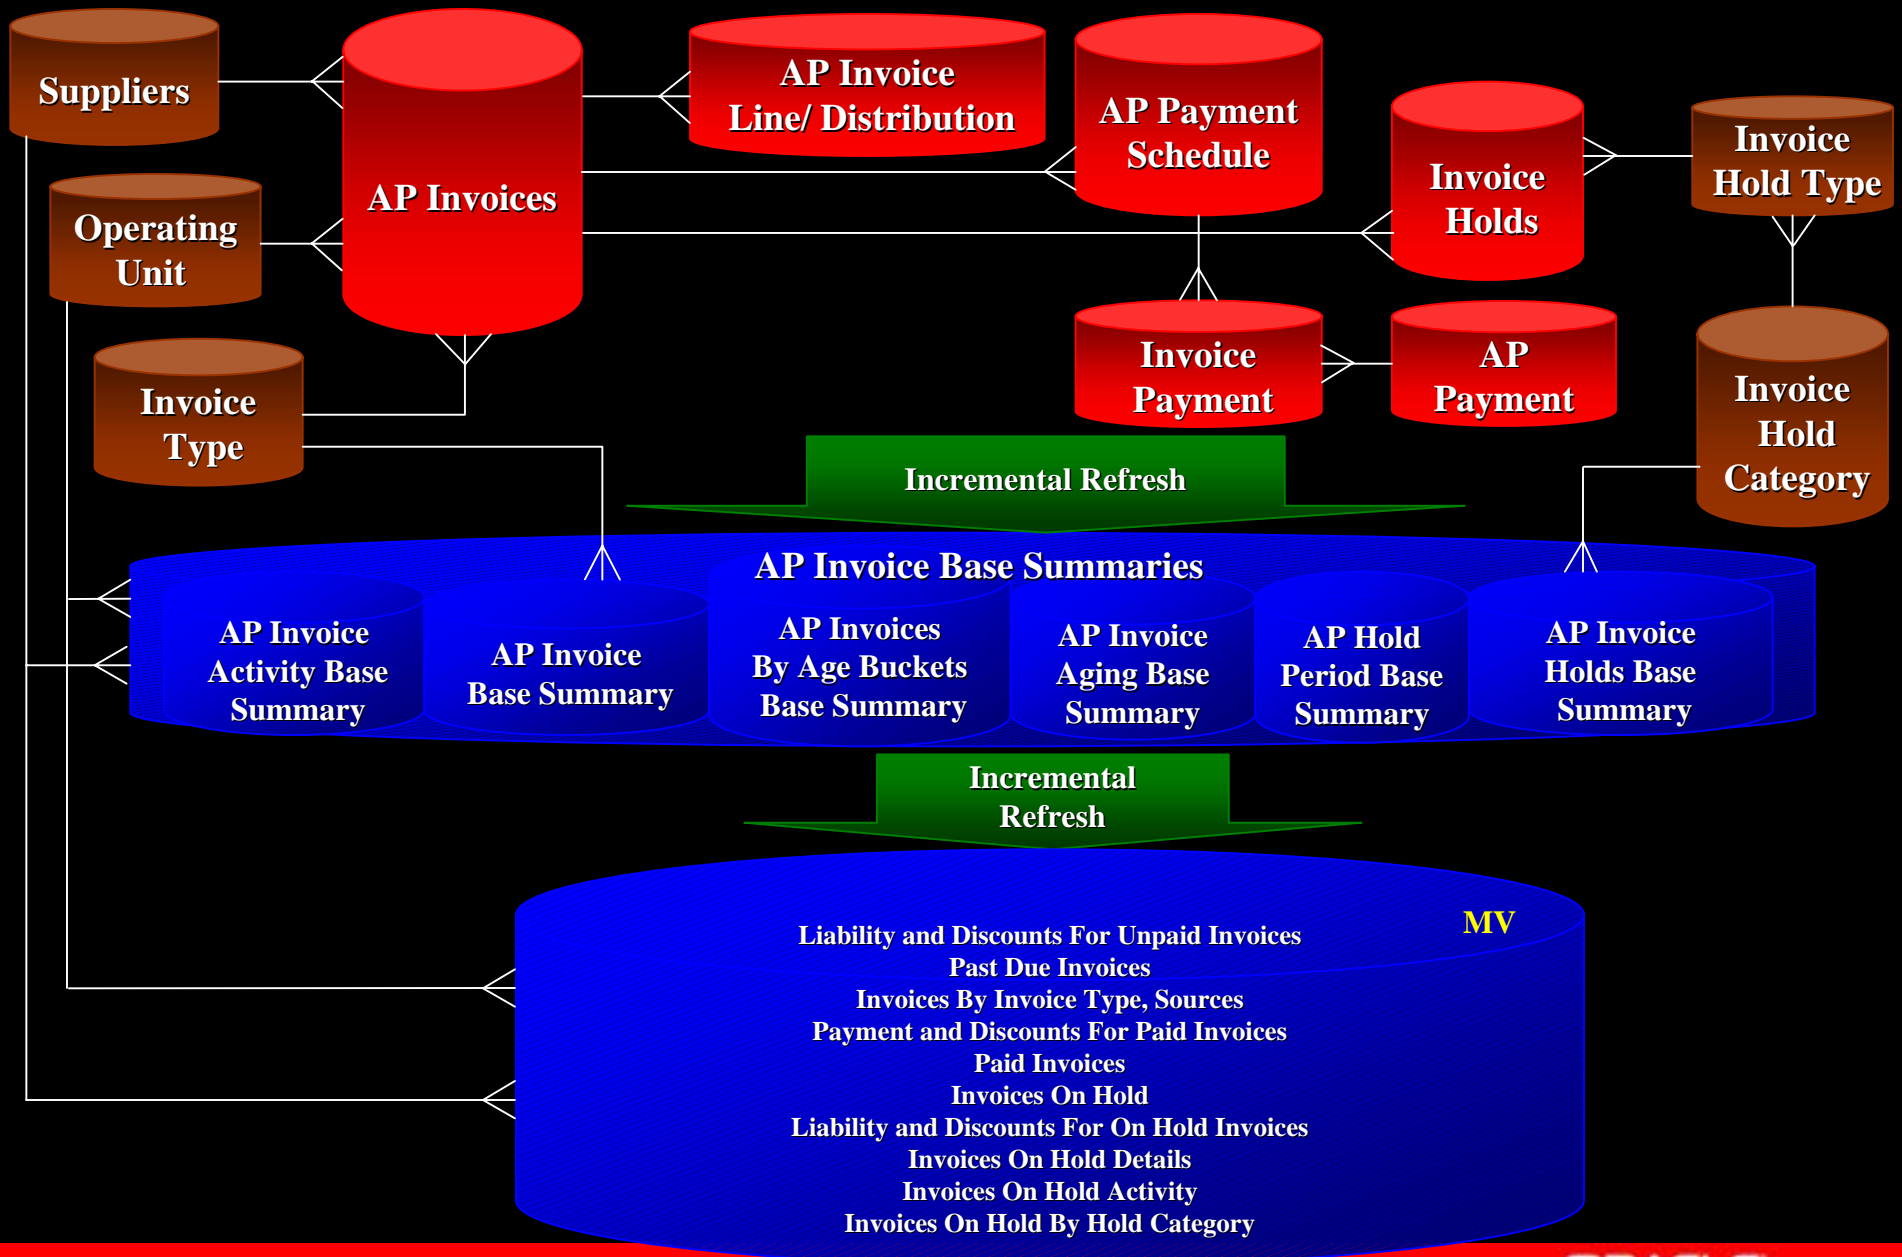 Suppliers
AP Invoices
AP Invoice
Line/ Distribution
AP Payment
Schedule
Invoice
Holds
Invoice
Hold Type
Operating
Unit
Invoice
Type
Invoice
Payment
AP
Payment
Invoice
Hold
Category
Incremental Refresh
AP Invoice Base Summaries
AP Invoice
Activity Base
Summary
AP Invoice
Base Summary
AP Invoices
By Age Buckets
Base Summary
AP Invoice
Aging Base
Summary
AP Hold
Period Base
Summary
AP Invoice
Holds Base
Summary
Incremental
Refresh
MV
Liability and Discounts For Unpaid Invoices
Past Due Invoices
Invoices By Invoice Type, Sources
Payment and Discounts For Paid Invoices
Paid Invoices
Invoices On Hold
Liability and Discounts For On Hold Invoices
Invoices On Hold Details
Invoices On Hold Activity
Invoices On Hold By Hold Category